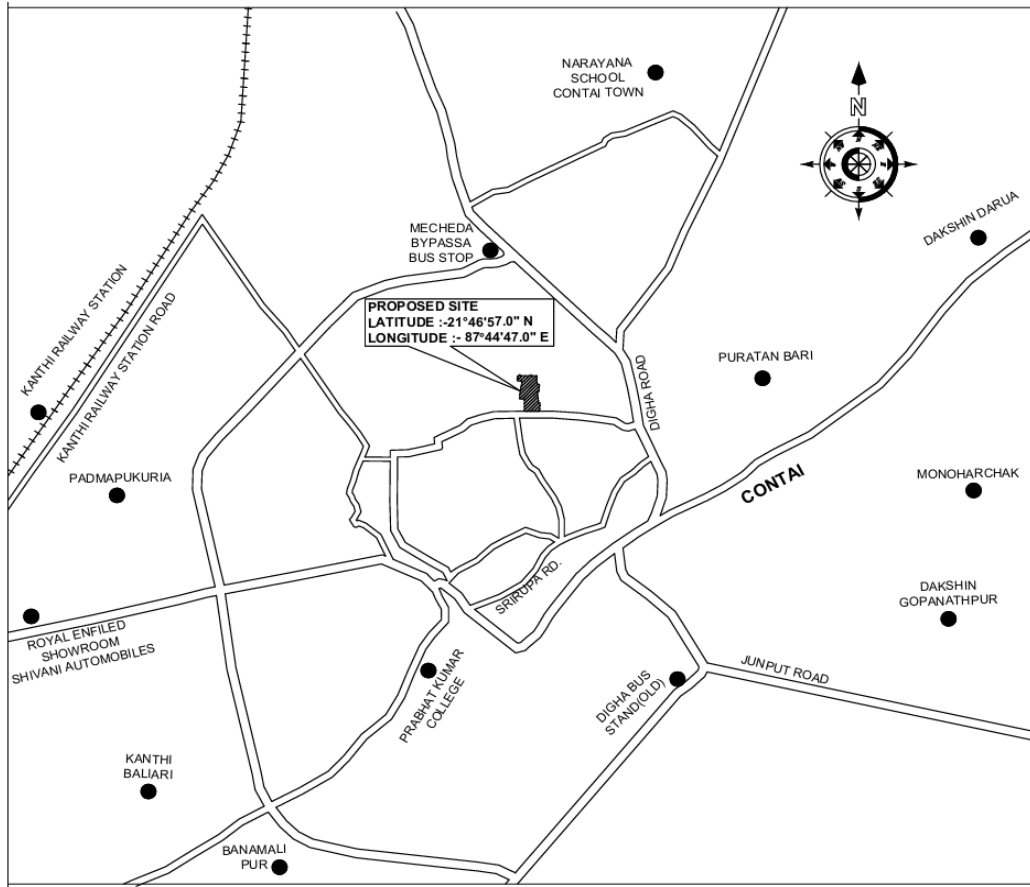 NARAYANA
SCHOOL
CONTAI TOWN
N
DAKSHIN DARUA
MECHEDA
BYPASSA
BUS STOP
KANTHI RAILWAY STATION
KANTHI RAILWAY STATION ROAD
PROPOSED SITE
LATITUDE :-21°46'57.0" N
LONGITUDE :- 87°44'47.0" E
DIGHA ROAD
PURATAN BARI
PADMAPUKURIA
CONTAI
MONOHARCHAK
SRIRUPA RD.
DAKSHIN
GOPANATHPUR
ROYAL ENFILED
SHOWROOM
SHIVANI AUTOMOBILES
PRABHAT KUMAR
COLLEGE
DIGHA BUS
STAND(OLD)
JUNPUT ROAD
KANTHI
BALIARI
BANAMALI
PUR